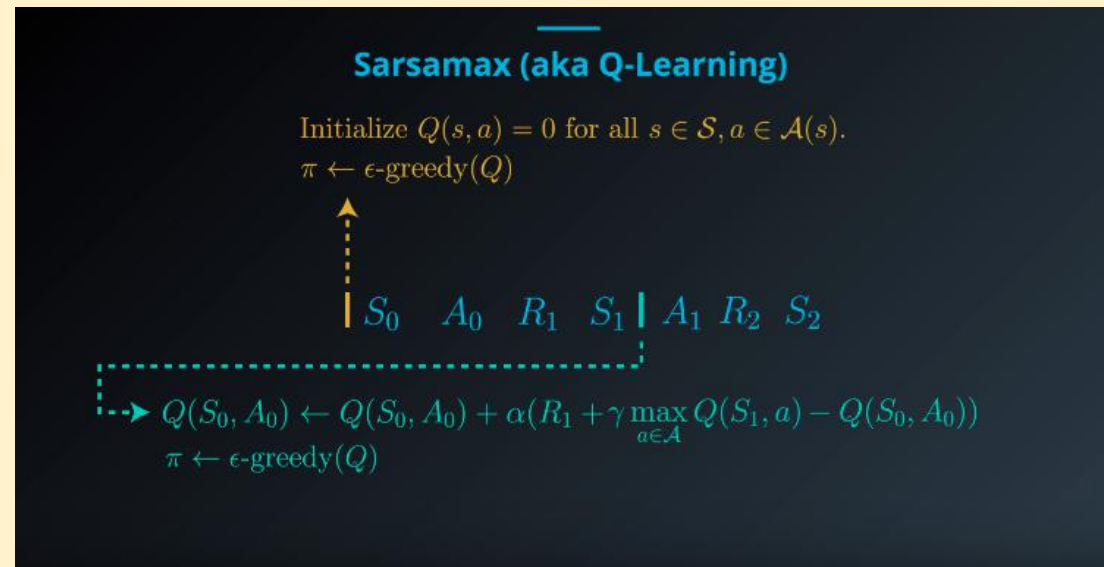 Sarsamax (aka Q-Learning)
Initialize Q(s, a) = 0 for all s ∈ 𝒮, a ∈ 𝒜(s).
π ← ϵ-greedy(Q)
S₀ A₀ R₁ S₁ A₁ R₂ S₂
Q(S₀, A₀) ← Q(S₀, A₀) + α(R₁ + γ max_{a∈𝒜} Q(S₁, a) − Q(S₀, A₀))
π ← ϵ-greedy(Q)